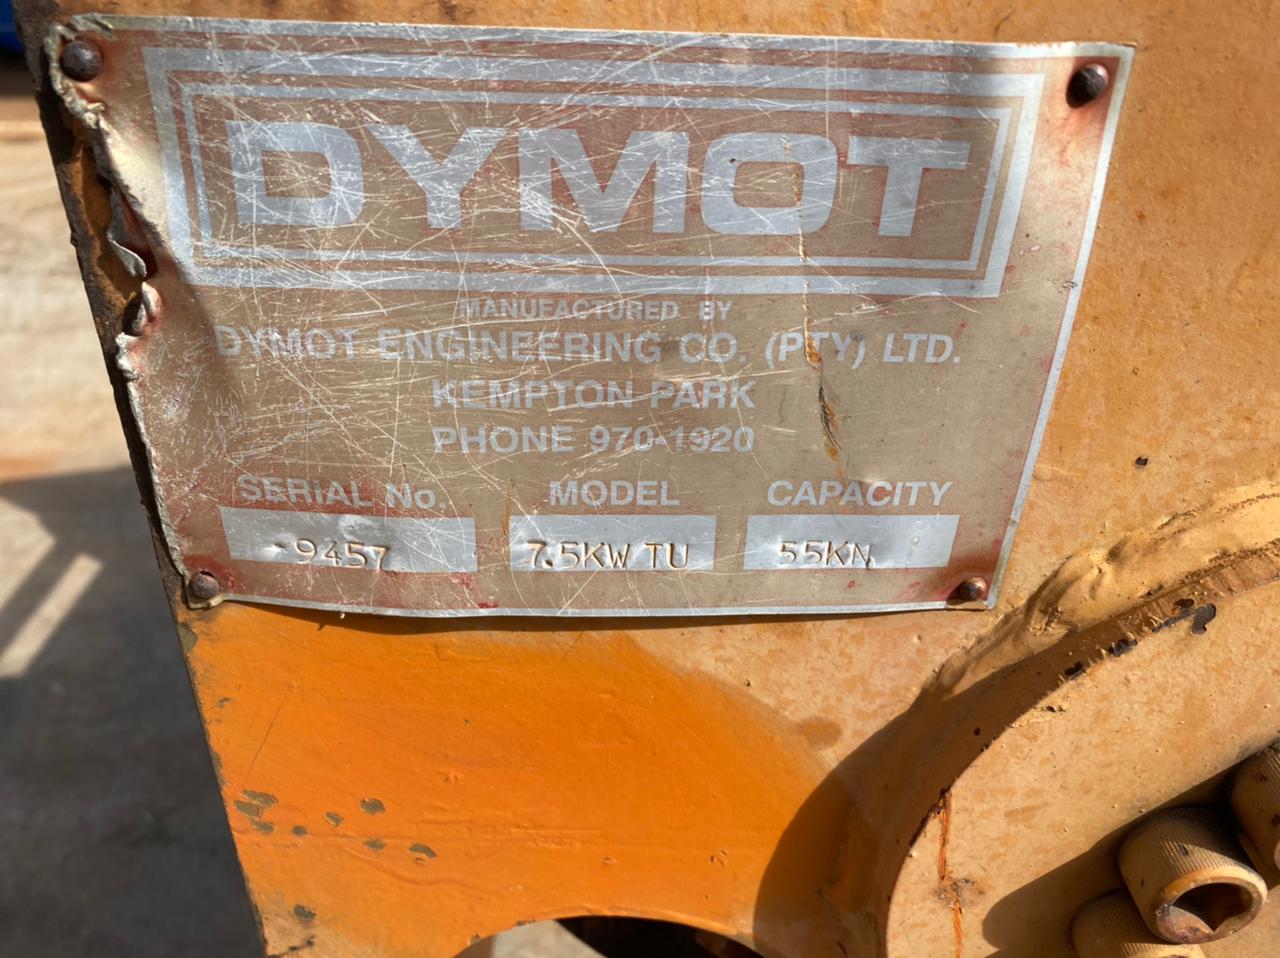 DYMOT
MANUFACTURED BY
DYMOT ENGINEERING CO. (PTY) LTD.
KEMPTON PARK
PHONE 970-1920
SERIAL No. MODEL CAPACITY
9457 7.5KW TU 55KN